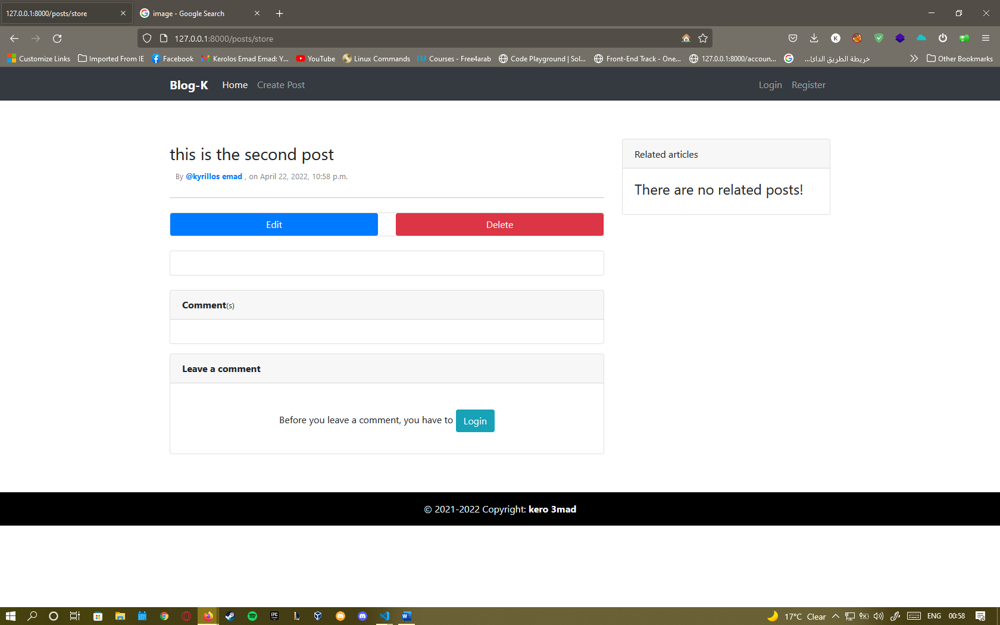 127.0.0.1:8000/posts/store
image - Google Search
127.0.0.1:8000/posts/store
Customize Links
Imported From IE
Facebook
Kerolos Emad Emad: Y...
YouTube
Linux Commands
Courses - Free4arab
Code Playground | Sol...
Front-End Track - One...
127.0.0.1:8000/accoun...
خريطة الطريق الدائ...
Other Bookmarks
Blog-K Home Create Post Login Register
this is the second post
By @kyrillos emad , on April 22, 2022, 10:58 p.m.
Edit
Delete
Comment(s)
Leave a comment
Before you leave a comment, you have to Login
Related articles
There are no related posts!
© 2021-2022 Copyright: kero 3mad
17°C Clear ENG 00:58